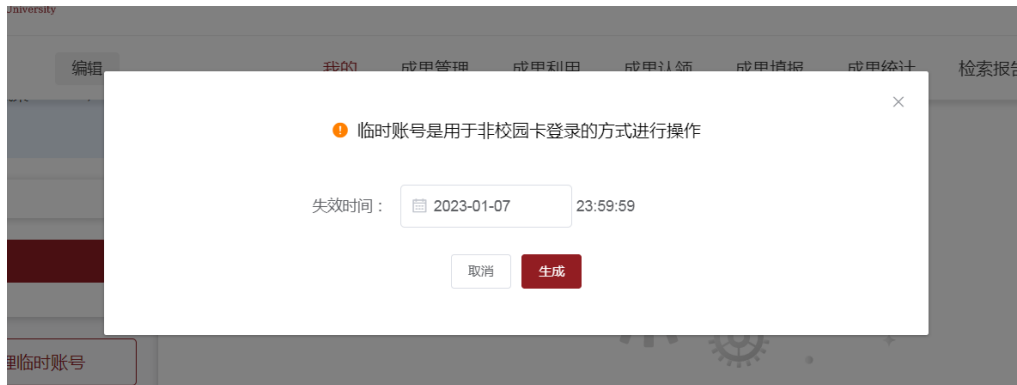 University
编辑
我的 成果管理 成果利用 成果认领 成果填报 成果统计 检索报告
临时账号是用于非校园卡登录的方式进行操作
失效时间： 2023-01-07 23:59:59
取消 生成
理临时账号